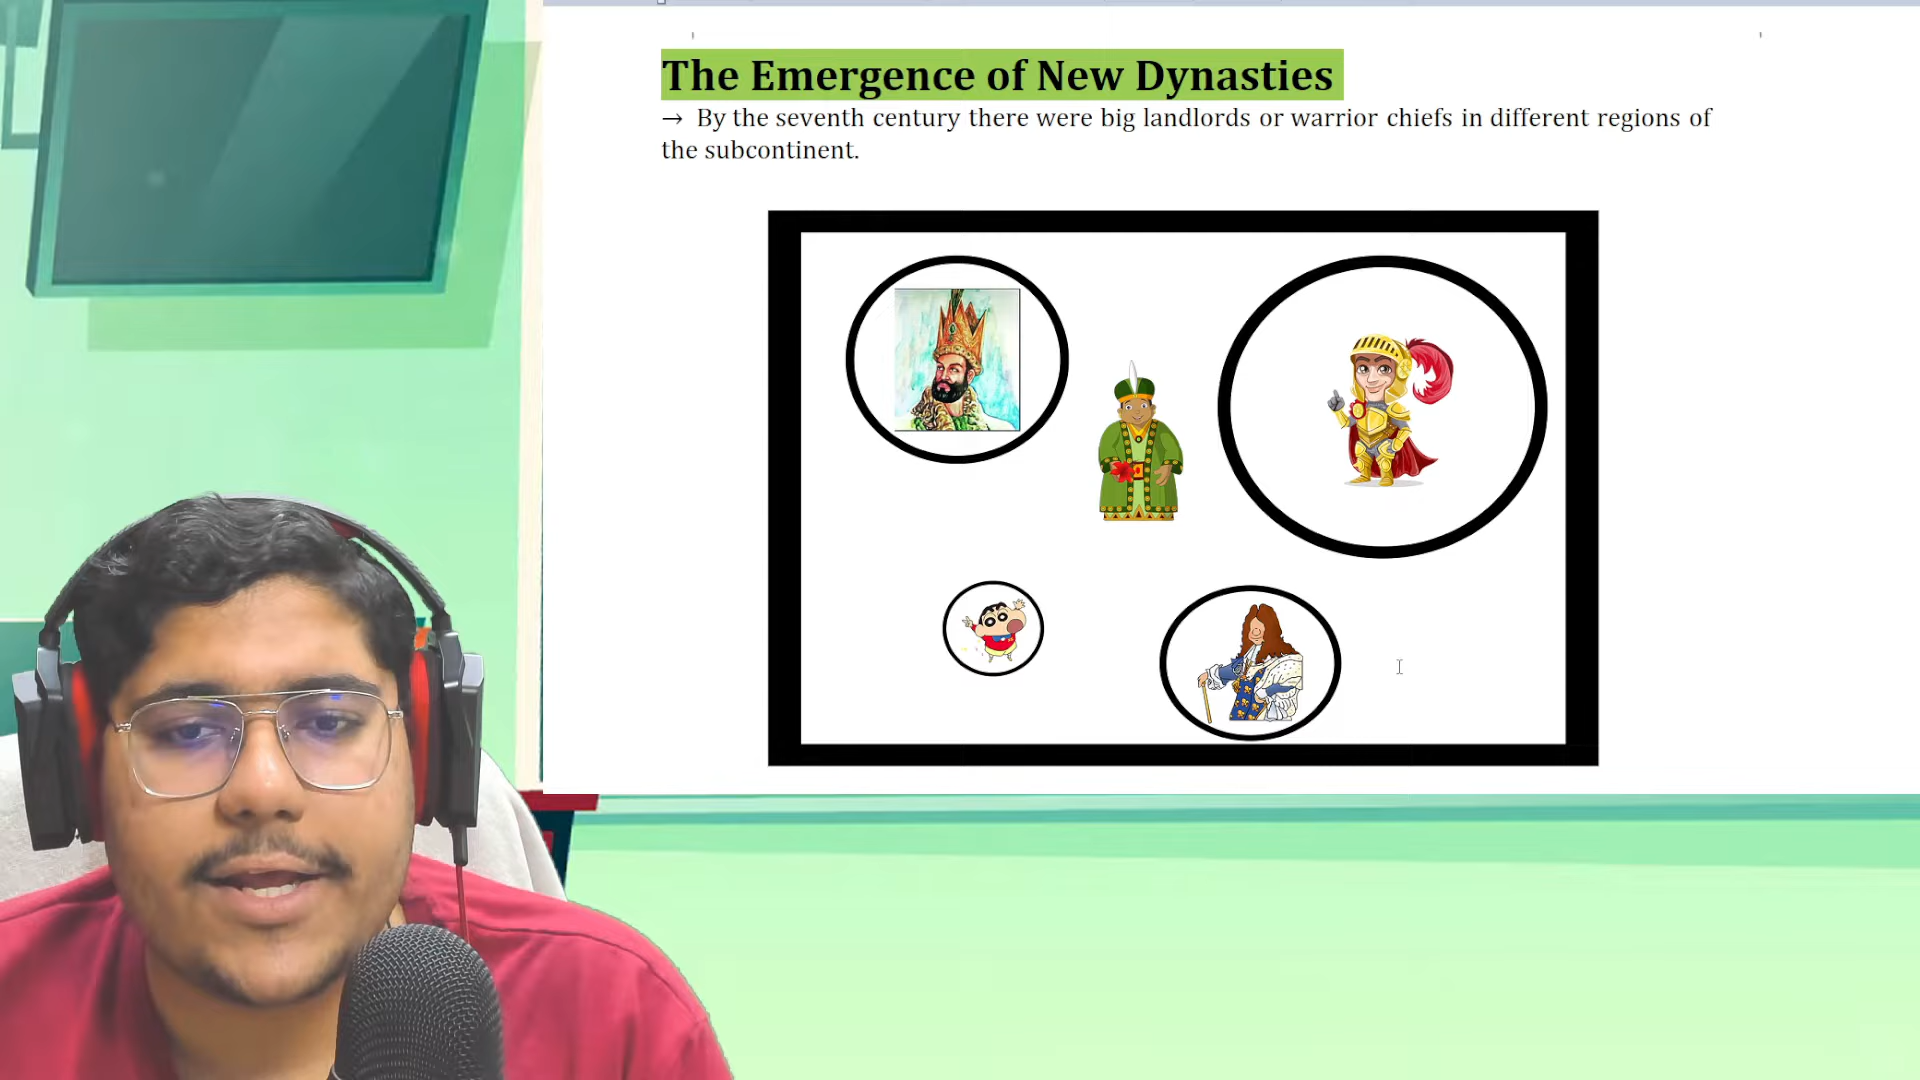 The Emergence of New Dynasties
→ By the seventh century there were big landlords or warrior chiefs in different regions of
the subcontinent.